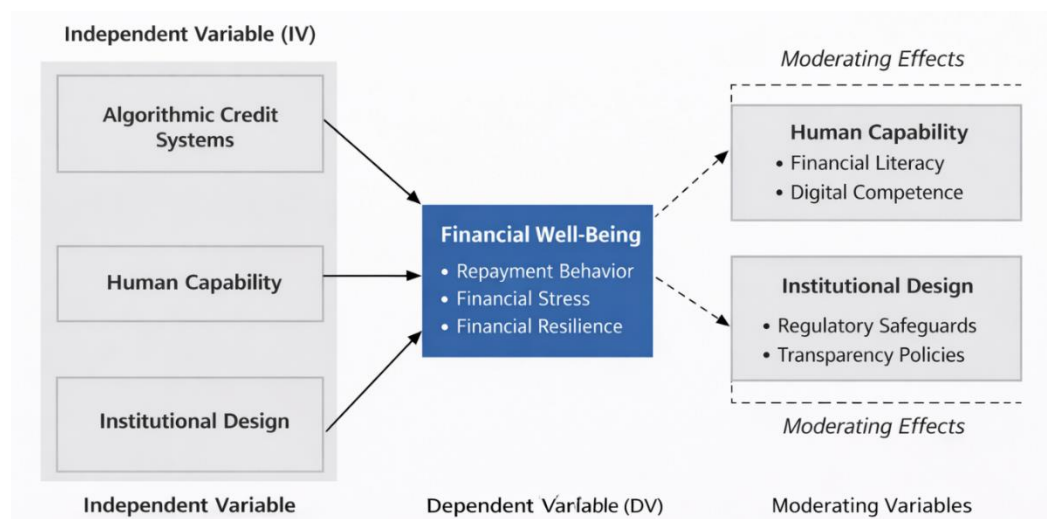 Independent Variable (IV)
Algorithmic Credit
Systems
Human Capability
Institutional Design
Independent Variable
Financial Well-Being
• Repayment Behavior
• Financial Stress
• Financial Resilience
Dependent Variable (DV)
Moderating Effects
Human Capability
• Financial Literacy
• Digital Competence
Institutional Design
• Regulatory Safeguards
• Transparency Policies
Moderating Effects
Moderating Variables